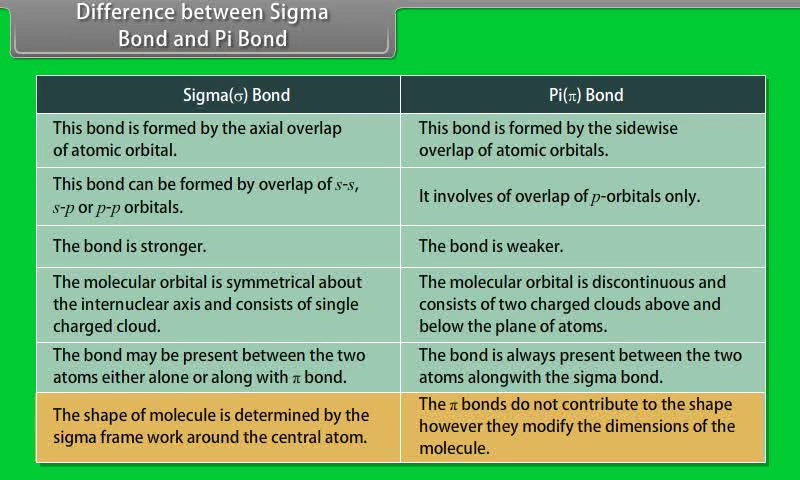 Difference between Sigma
Bond and Pi Bond
Sigma(σ) Bond
Pi(π) Bond
This bond is formed by the axial overlap
of atomic orbital.
This bond is formed by the sidewise
overlap of atomic orbitals.
This bond can be formed by overlap of s-s,
s-p or p-p orbitals.
It involves of overlap of p-orbitals only.
The bond is stronger.
The bond is weaker.
The molecular orbital is symmetrical about
the internuclear axis and consists of single
charged cloud.
The molecular orbital is discontinuous and
consists of two charged clouds above and
below the plane of atoms.
The bond may be present between the two
atoms either alone or along with π bond.
The bond is always present between the two
atoms alongwith the sigma bond.
The shape of molecule is determined by the
sigma frame work around the central atom.
The π bonds do not contribute to the shape
however they modify the dimensions of the
molecule.